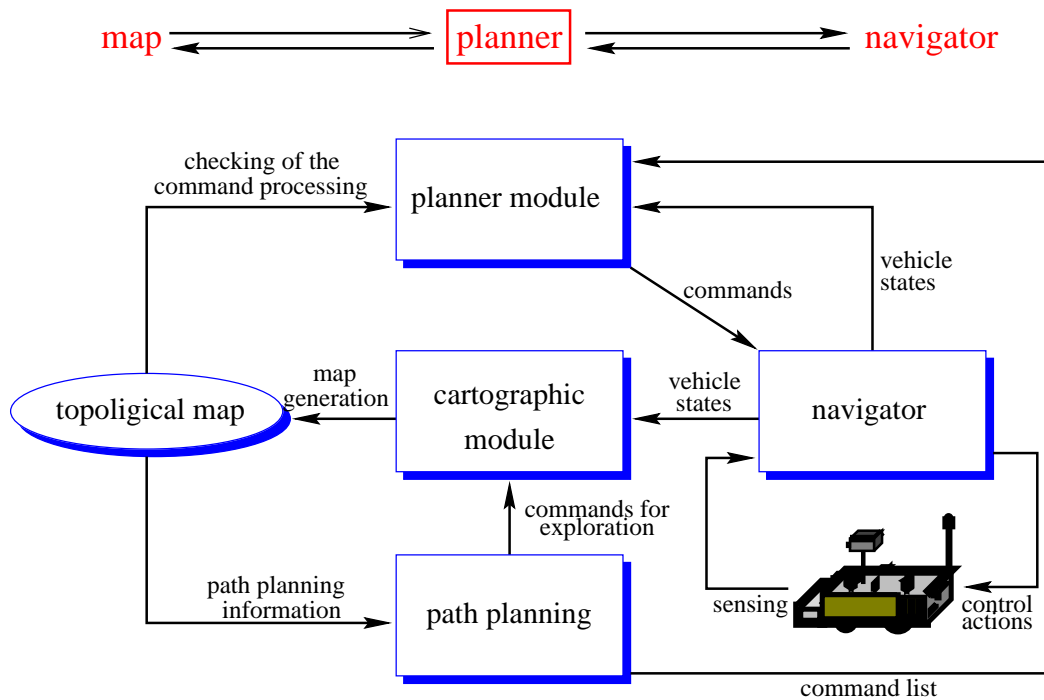 map
planner
navigator
checking of the
command processing
planner module
vehicle
states
commands
map
generation
cartographic
module
vehicle
states
navigator
topoligical map
commands for
exploration
path planning
information
path planning
sensing
control
actions
command list